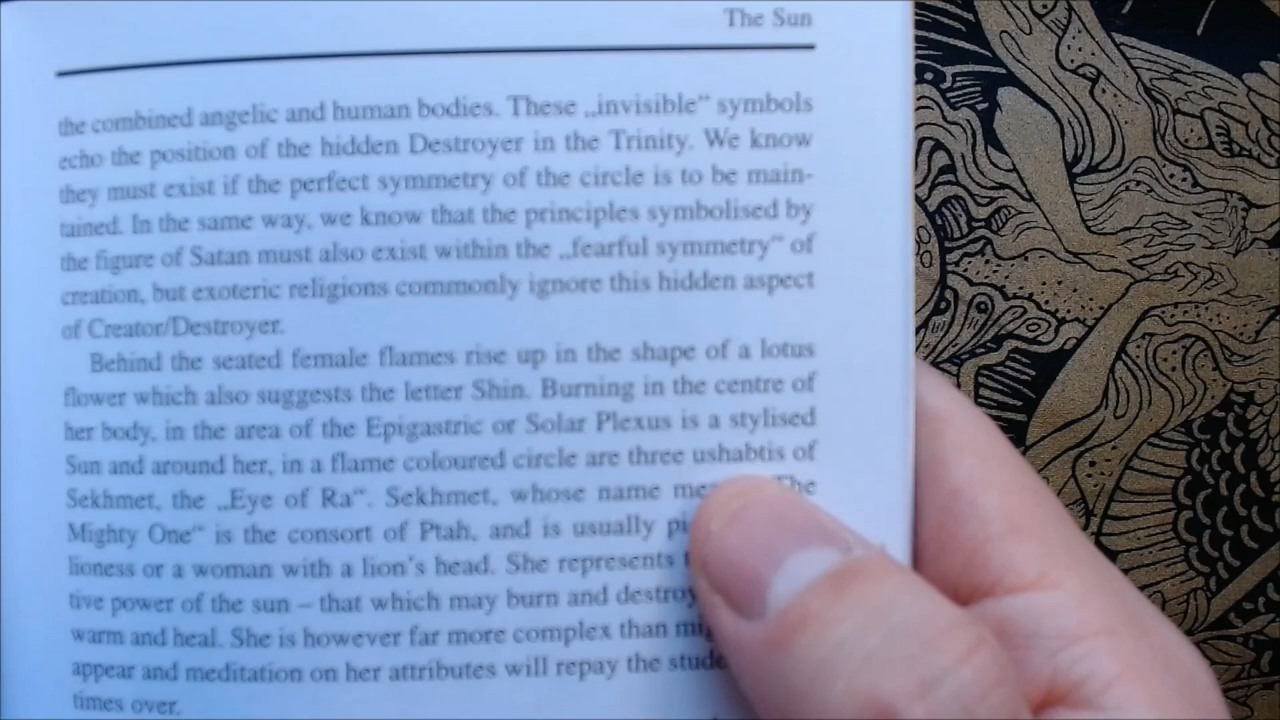 The Sun
the combined angelic and human bodies. These „invisible“ symbols
echo the position of the hidden Destroyer in the Trinity. We know
they must exist if the perfect symmetry of the circle is to be main-
tained. In the same way, we know that the principles symbolised by
the figure of Satan must also exist within the „fearful symmetry“ of
creation, but exoteric religions commonly ignore this hidden aspect
of Creator/Destroyer.
Behind the seated female flames rise up in the shape of a lotus
flower which also suggests the letter Shin. Burning in the centre of
her body, in the area of the Epigastric or Solar Plexus is a stylised
Sun and around her, in a flame coloured circle are three ushabtis of
Sekhmet, the „Eye of Ra“. Sekhmet, whose name The
Mighty One“ is the consort of Ptah, and is usually
lioness or a woman with a lion's head. She represents
tive power of the sun – that which may burn and destroy
warm and heal. She is however far more complex than
appear and meditation on her attributes will repay the
times over.